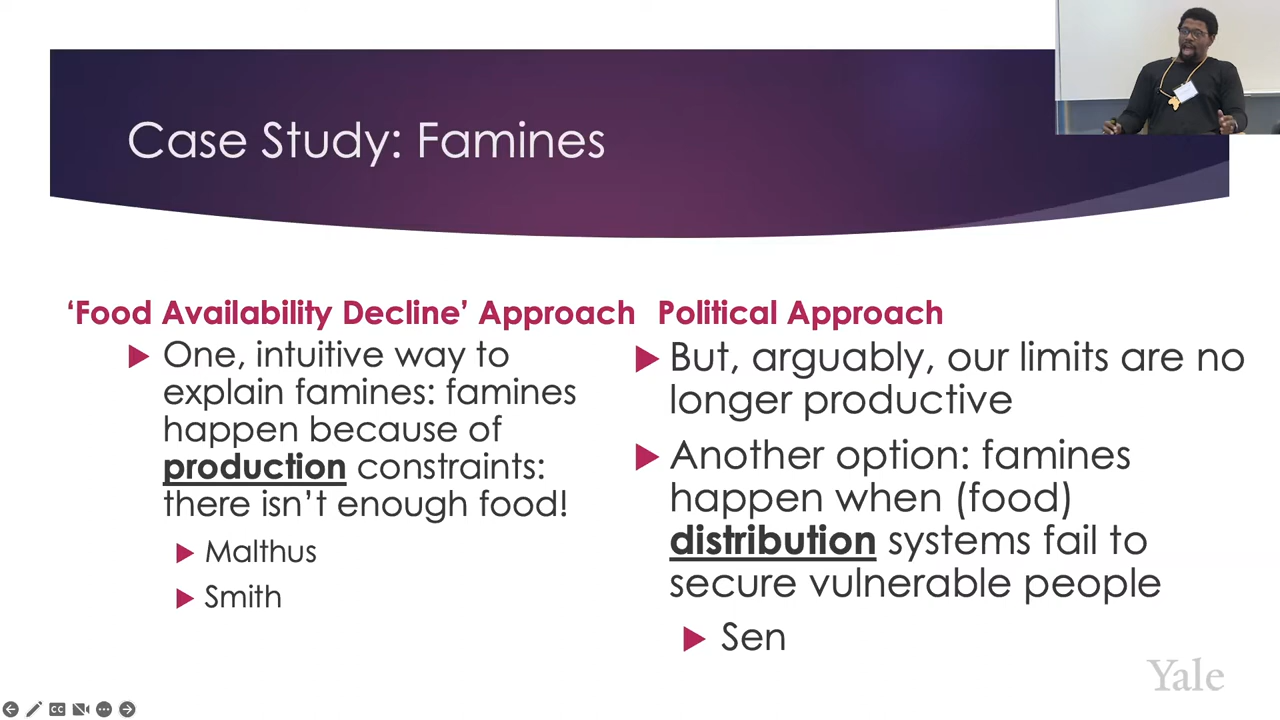 Case Study: Famines
‘Food Availability Decline’ Approach
One, intuitive way to
explain famines: famines
happen because of
production constraints:
there isn’t enough food!
Malthus
Smith
Political Approach
But, arguably, our limits are no
longer productive
Another option: famines
happen when (food)
distribution systems fail to
secure vulnerable people
Sen
Yale
CC